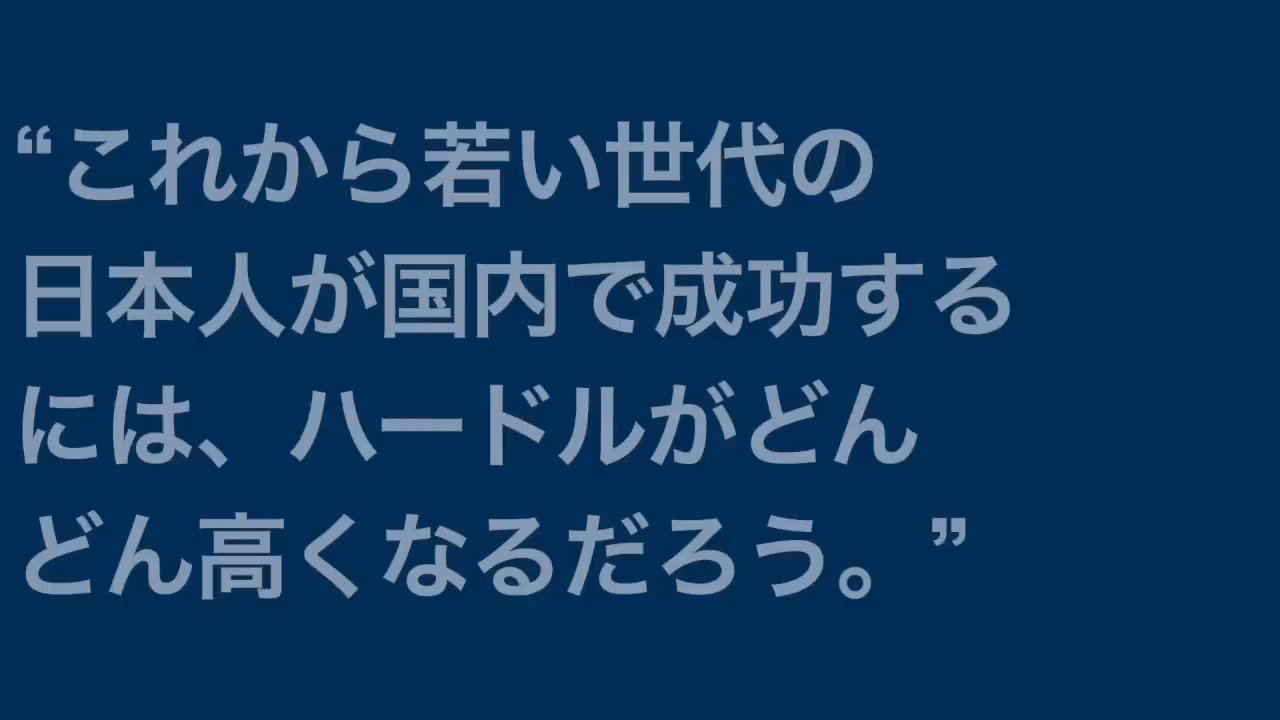 “これから若い世代の
日本人が国内で成功する
には、ハードルがどん
どん高くなるだろう。”